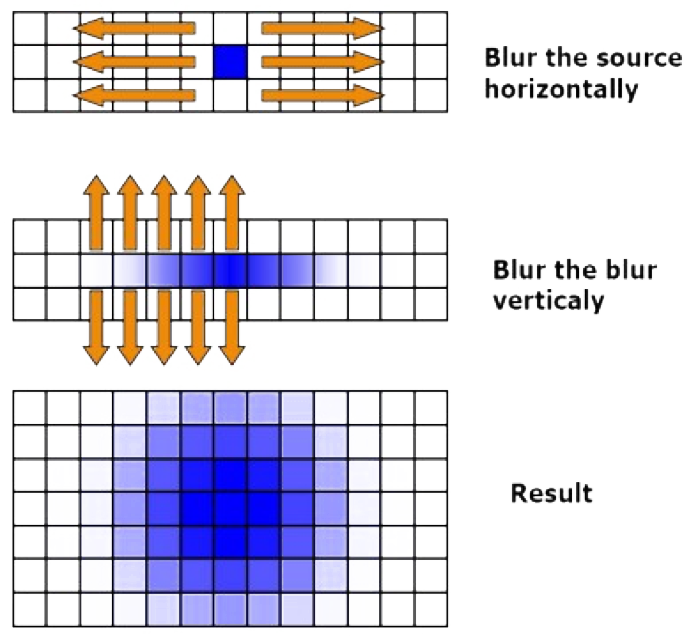 Blur the source
horizontally
Blur the blur
verticaly
Result